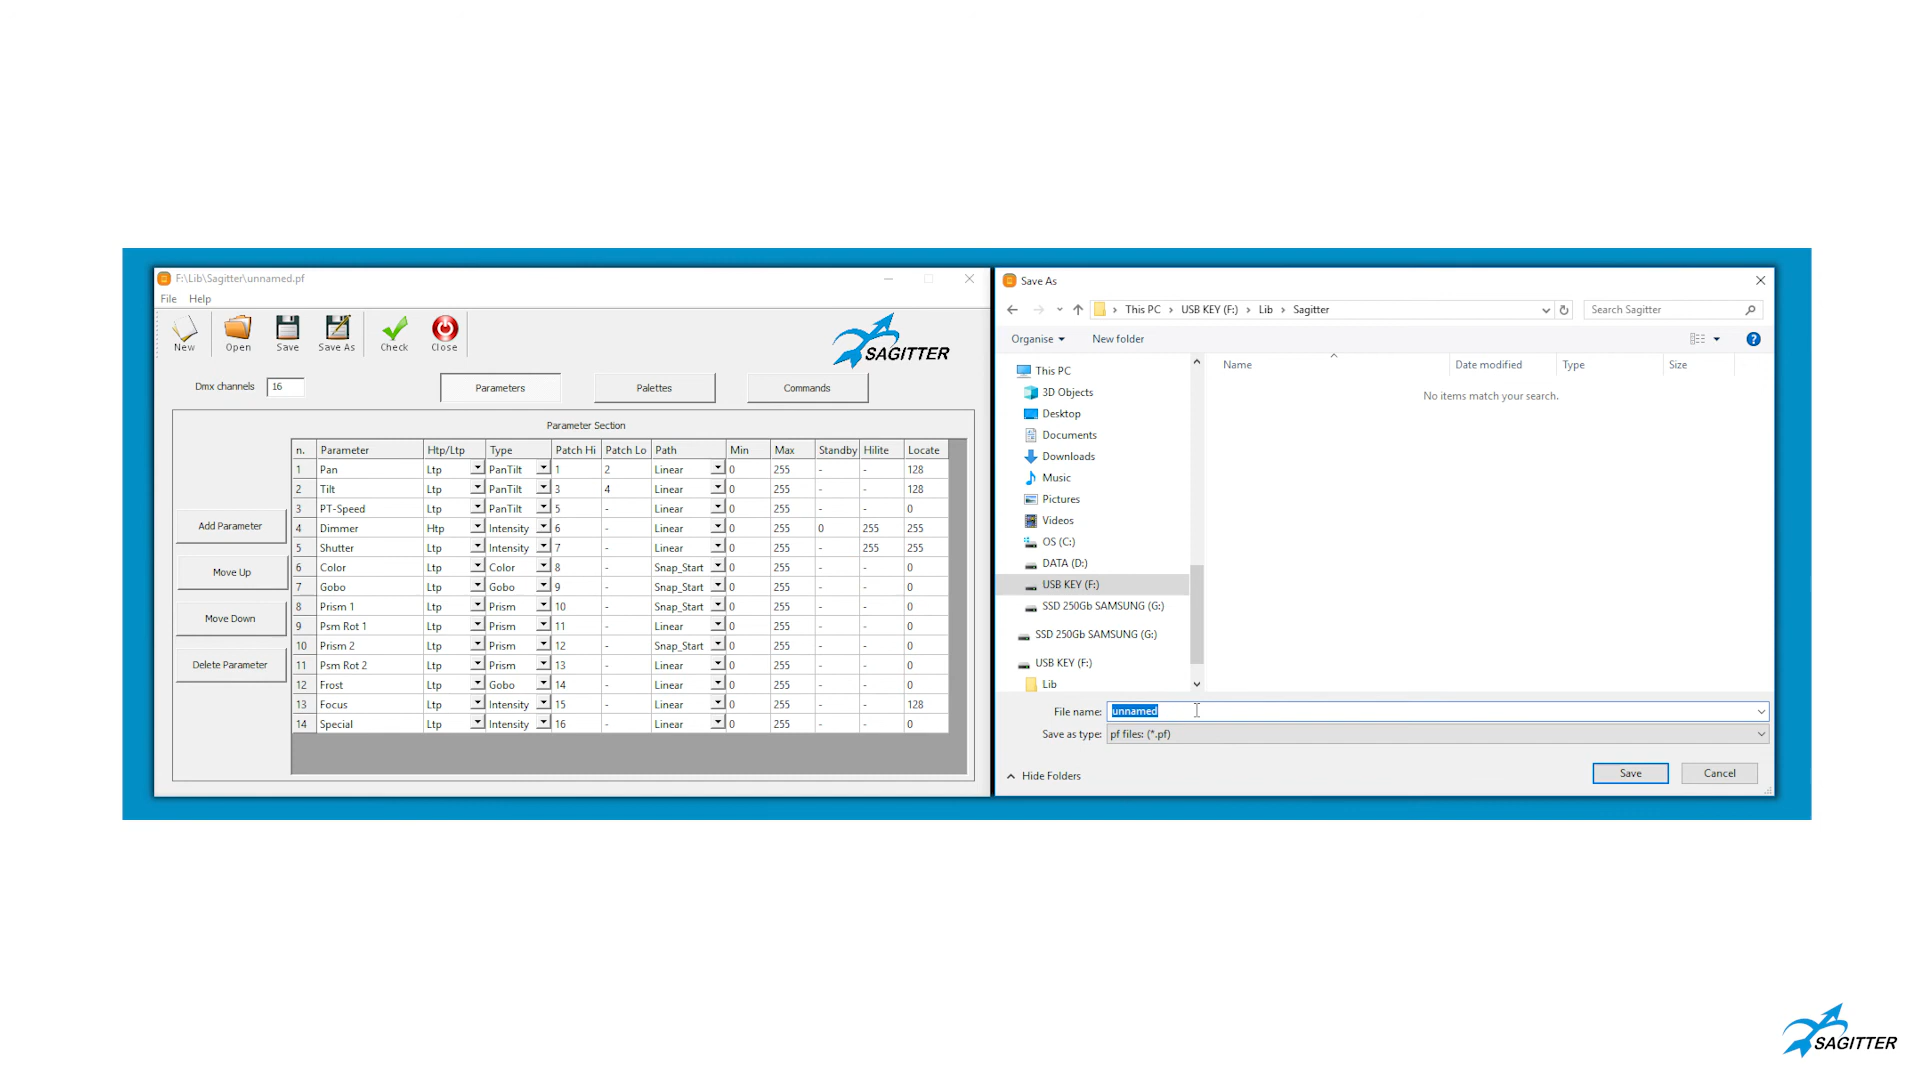 F:\Lib\Sagitter\unnamed.pf
File Help
New Open Save Save As Check Close
SAGITTER
Dmx channels 16 Parameters Palettes Commands
Parameter Section
n. Parameter Htp/Ltp Type Patch Hi Patch Lo Path Min Max Standby Hilite Locate
1 Pan Ltp PanTilt 1 2 Linear 0 255 - - 128
2 Tilt Ltp PanTilt 3 4 Linear 0 255 - - 128
3 PT-Speed Ltp PanTilt 5 - Linear 0 255 - - 0
4 Dimmer Htp Intensity 6 - Linear 0 255 0 255 255
5 Shutter Ltp Intensity 7 - Linear 0 255 - 255 255
6 Color Ltp Color 8 - Snap_Start 0 255 - - 0
7 Gobo Ltp Gobo 9 - Snap_Start 0 255 - - 0
8 Prism 1 Ltp Prism 10 - Snap_Start 0 255 - - 0
9 Psm Rot 1 Ltp Prism 11 - Linear 0 255 - - 0
10 Prism 2 Ltp Prism 12 - Snap_Start 0 255 - - 0
11 Psm Rot 2 Ltp Prism 13 - Linear 0 255 - - 0
12 Frost Ltp Gobo 14 - Linear 0 255 - - 0
13 Focus Ltp Intensity 15 - Linear 0 255 - - 128
14 Special Ltp Intensity 16 - Linear 0 255 - - 0
Add Parameter
Move Up
Move Down
Delete Parameter
Save As
This PC > USB KEY (F:) > Lib > Sagitter
Search Sagitter
Organise New folder
Name Date modified Type Size
No items match your search.
This PC
3D Objects
Desktop
Documents
Downloads
Music
Pictures
Videos
OS (C:)
DATA (D:)
USB KEY (F:)
SSD 250Gb SAMSUNG (G:)
SSD 250Gb SAMSUNG (G:)
USB KEY (F:)
Lib
File name: unnamed
Save as type: pf files: (*.pf)
Hide Folders
Save Cancel
SAGITTER